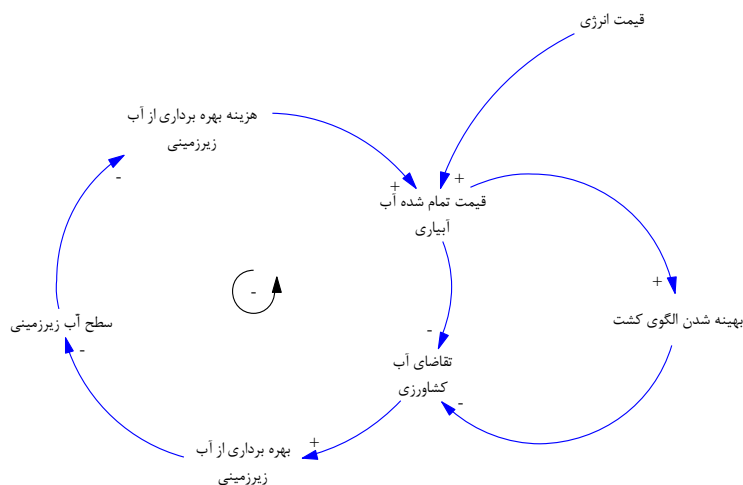 قیمت انرژی
هزینه بهره برداری از آب
زیرزمینی
-
+
+
قیمت تمام شده آب
آبیاری
+
-
-
سطح آب زیرزمینی
بهینه شدن الگوی کشت
-
-
تقاضای آب
کشاورزی
-
+
بهره برداری از آب
زیرزمینی